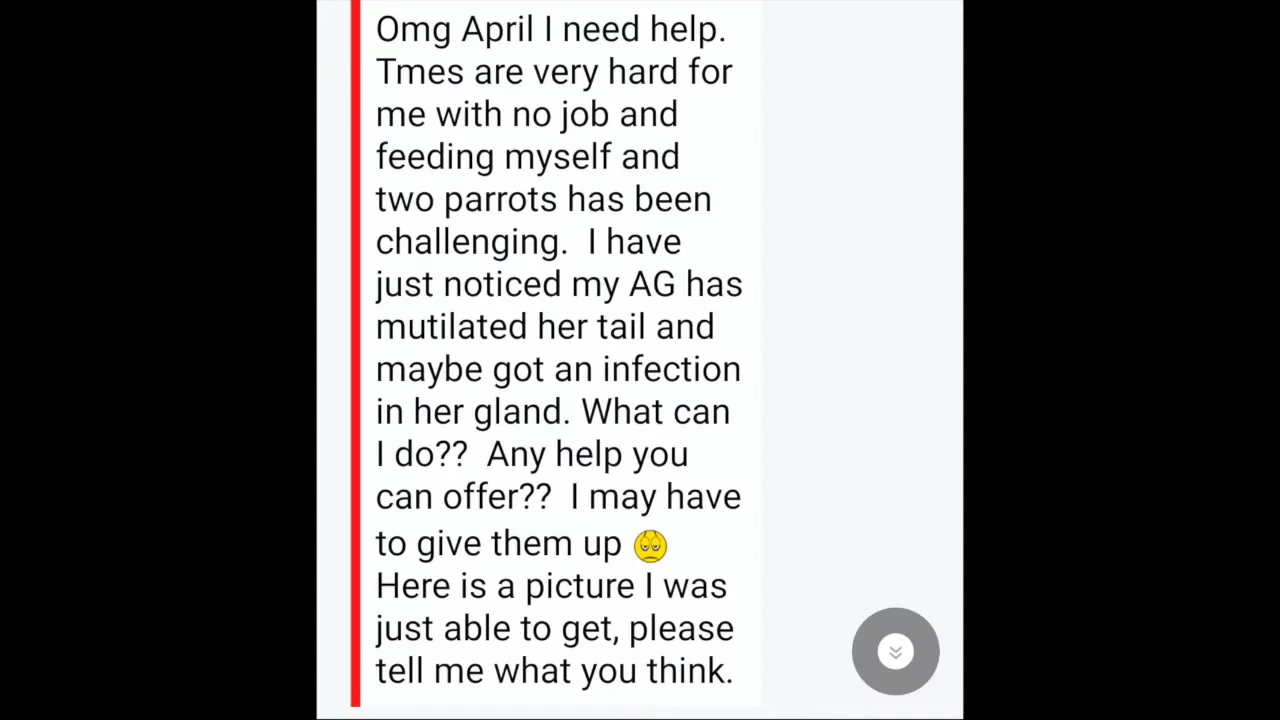 Omg April I need help.
Tmes are very hard for
me with no job and
feeding myself and
two parrots has been
challenging.  I have
just noticed my AG has
mutilated her tail and
maybe got an infection
in her gland. What can
I do??  Any help you
can offer??  I may have
to give them up
Here is a picture I was
just able to get, please
tell me what you think.